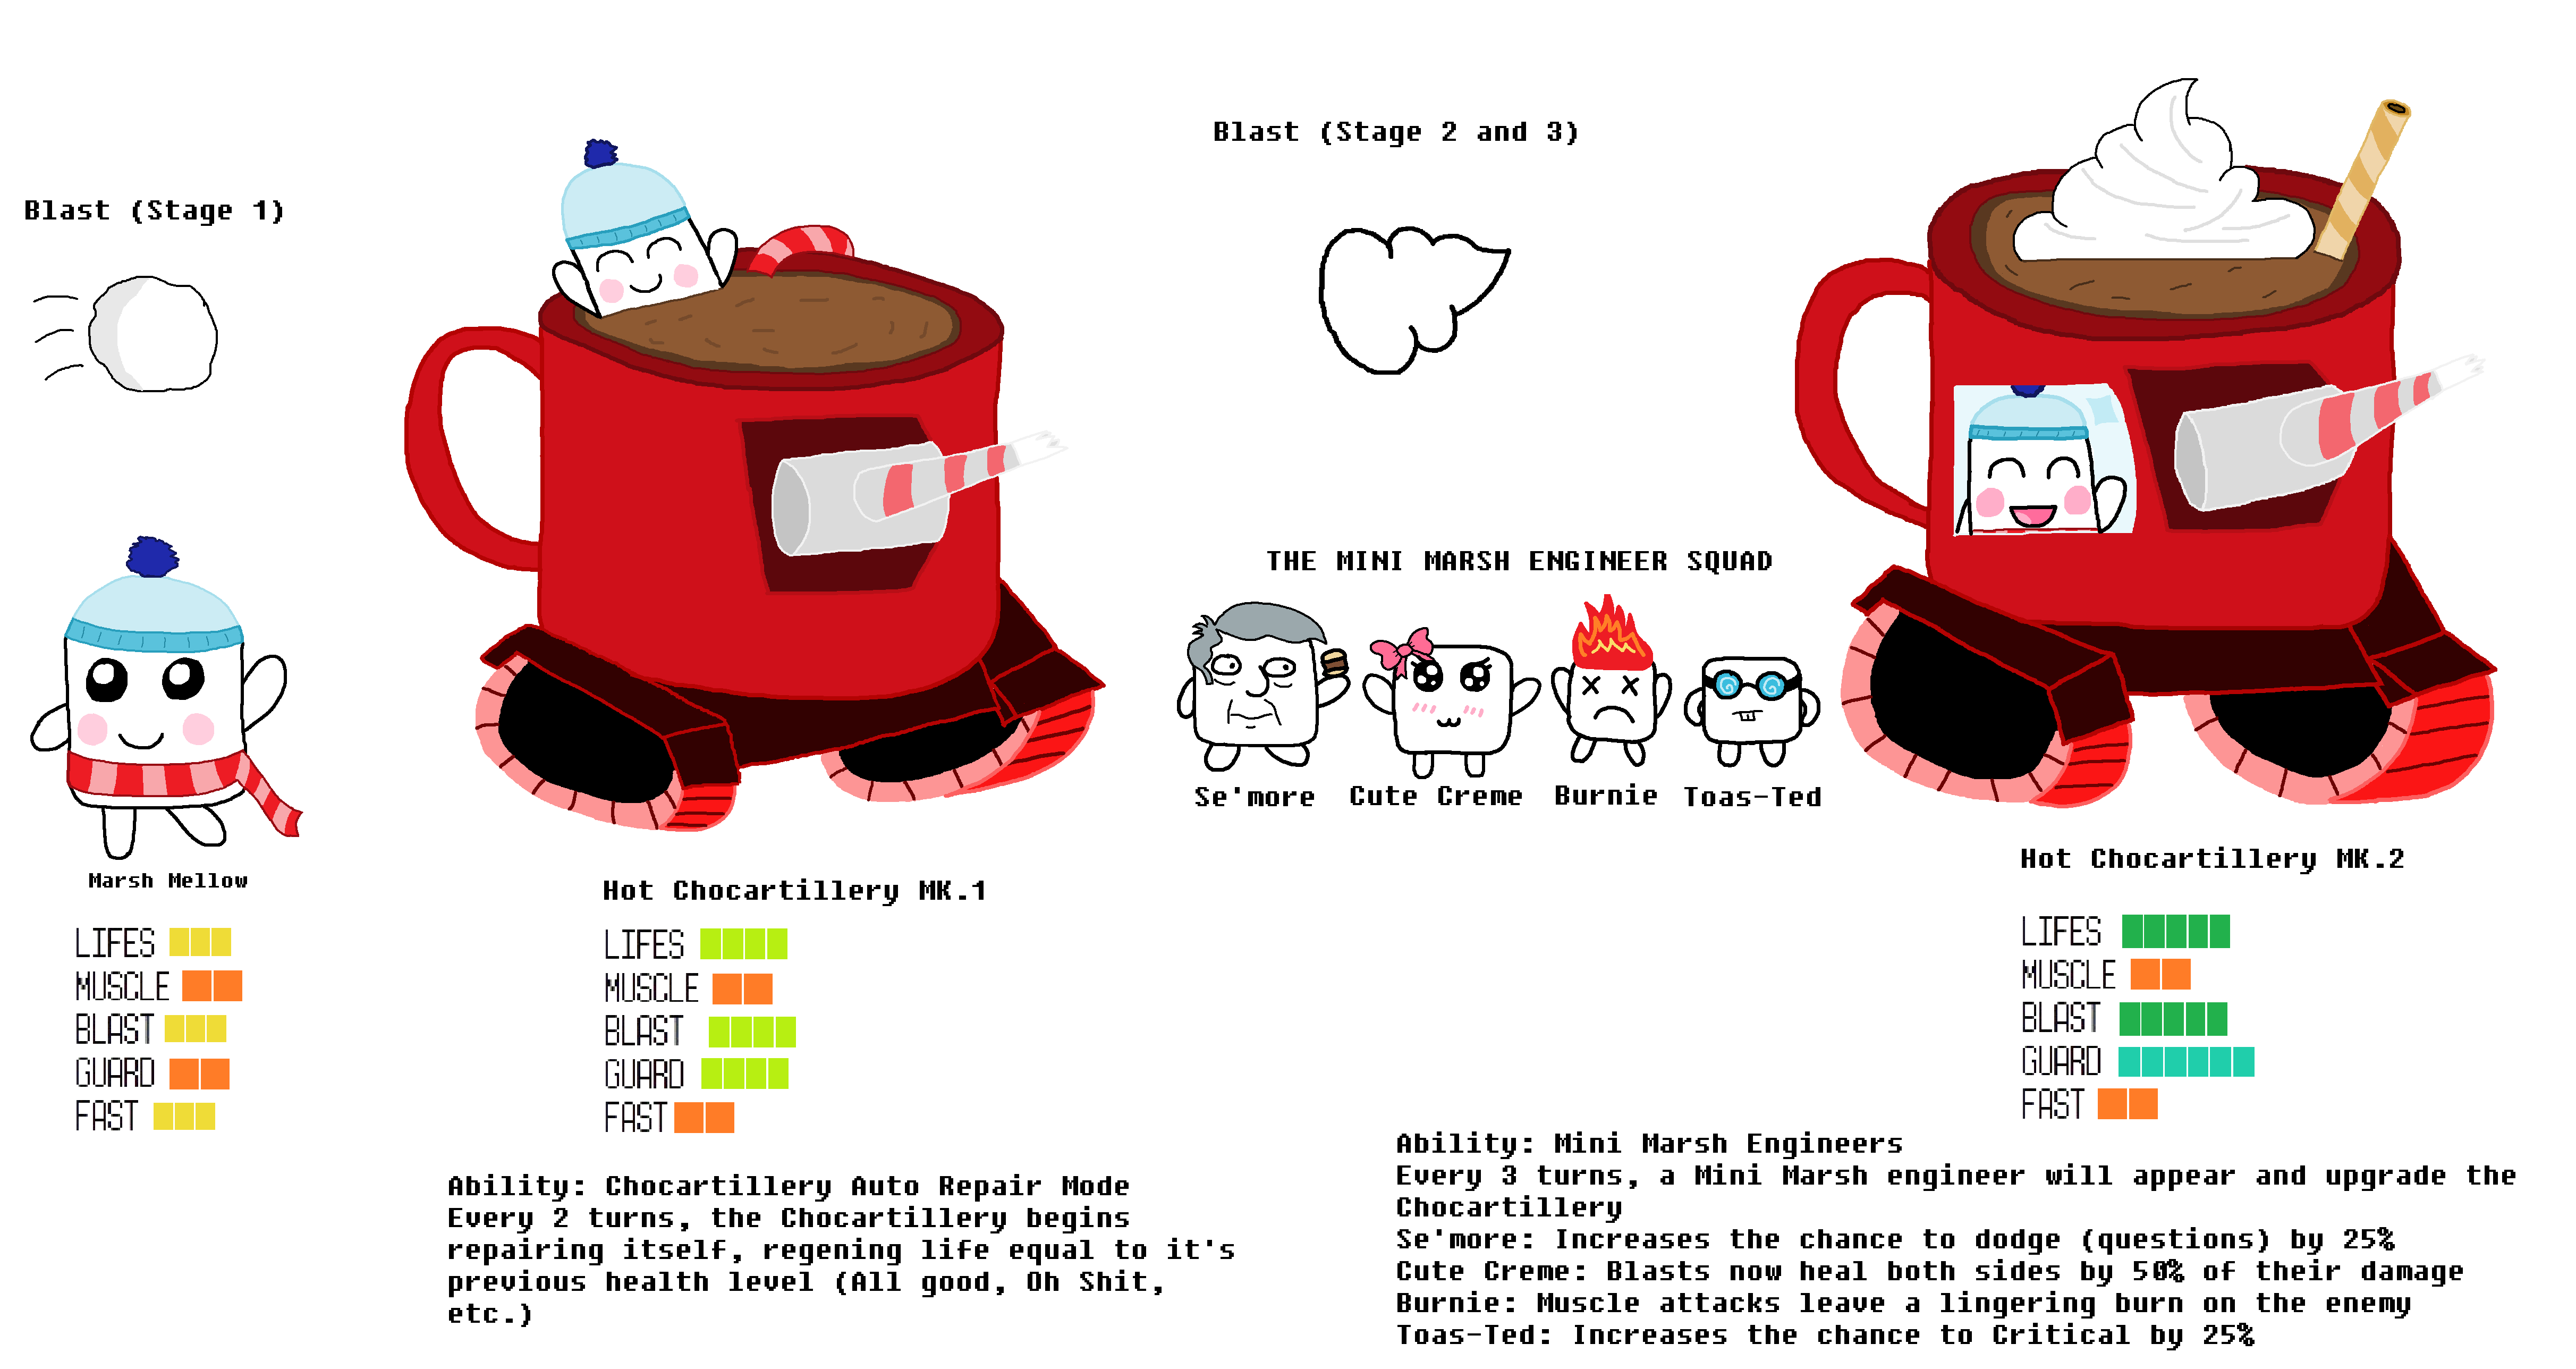 Blast (Stage 1)
Marsh Mellow
LIFES
MUSCLE
BLAST
GUARD
FAST
Hot Chocartillery MK.1
LIFES
MUSCLE
BLAST
GUARD
FAST
Ability: Chocartillery Auto Repair Mode
Every 2 turns, the Chocartillery begins
repairing itself, regening life equal to it's
previous health level (All good, Oh Shit,
etc.)
Blast (Stage 2 and 3)
THE MINI MARSH ENGINEER SQUAD
Se'more
Cute Creme
Burnie
Toas-Ted
Hot Chocartillery MK.2
LIFES
MUSCLE
BLAST
GUARD
FAST
Ability: Mini Marsh Engineers
Every 3 turns, a Mini Marsh engineer will appear and upgrade the
Chocartillery
Se'more: Increases the chance to dodge (questions) by 25%
Cute Creme: Blasts now heal both sides by 50% of their damage
Burnie: Muscle attacks leave a lingering burn on the enemy
Toas-Ted: Increases the chance to Critical by 25%